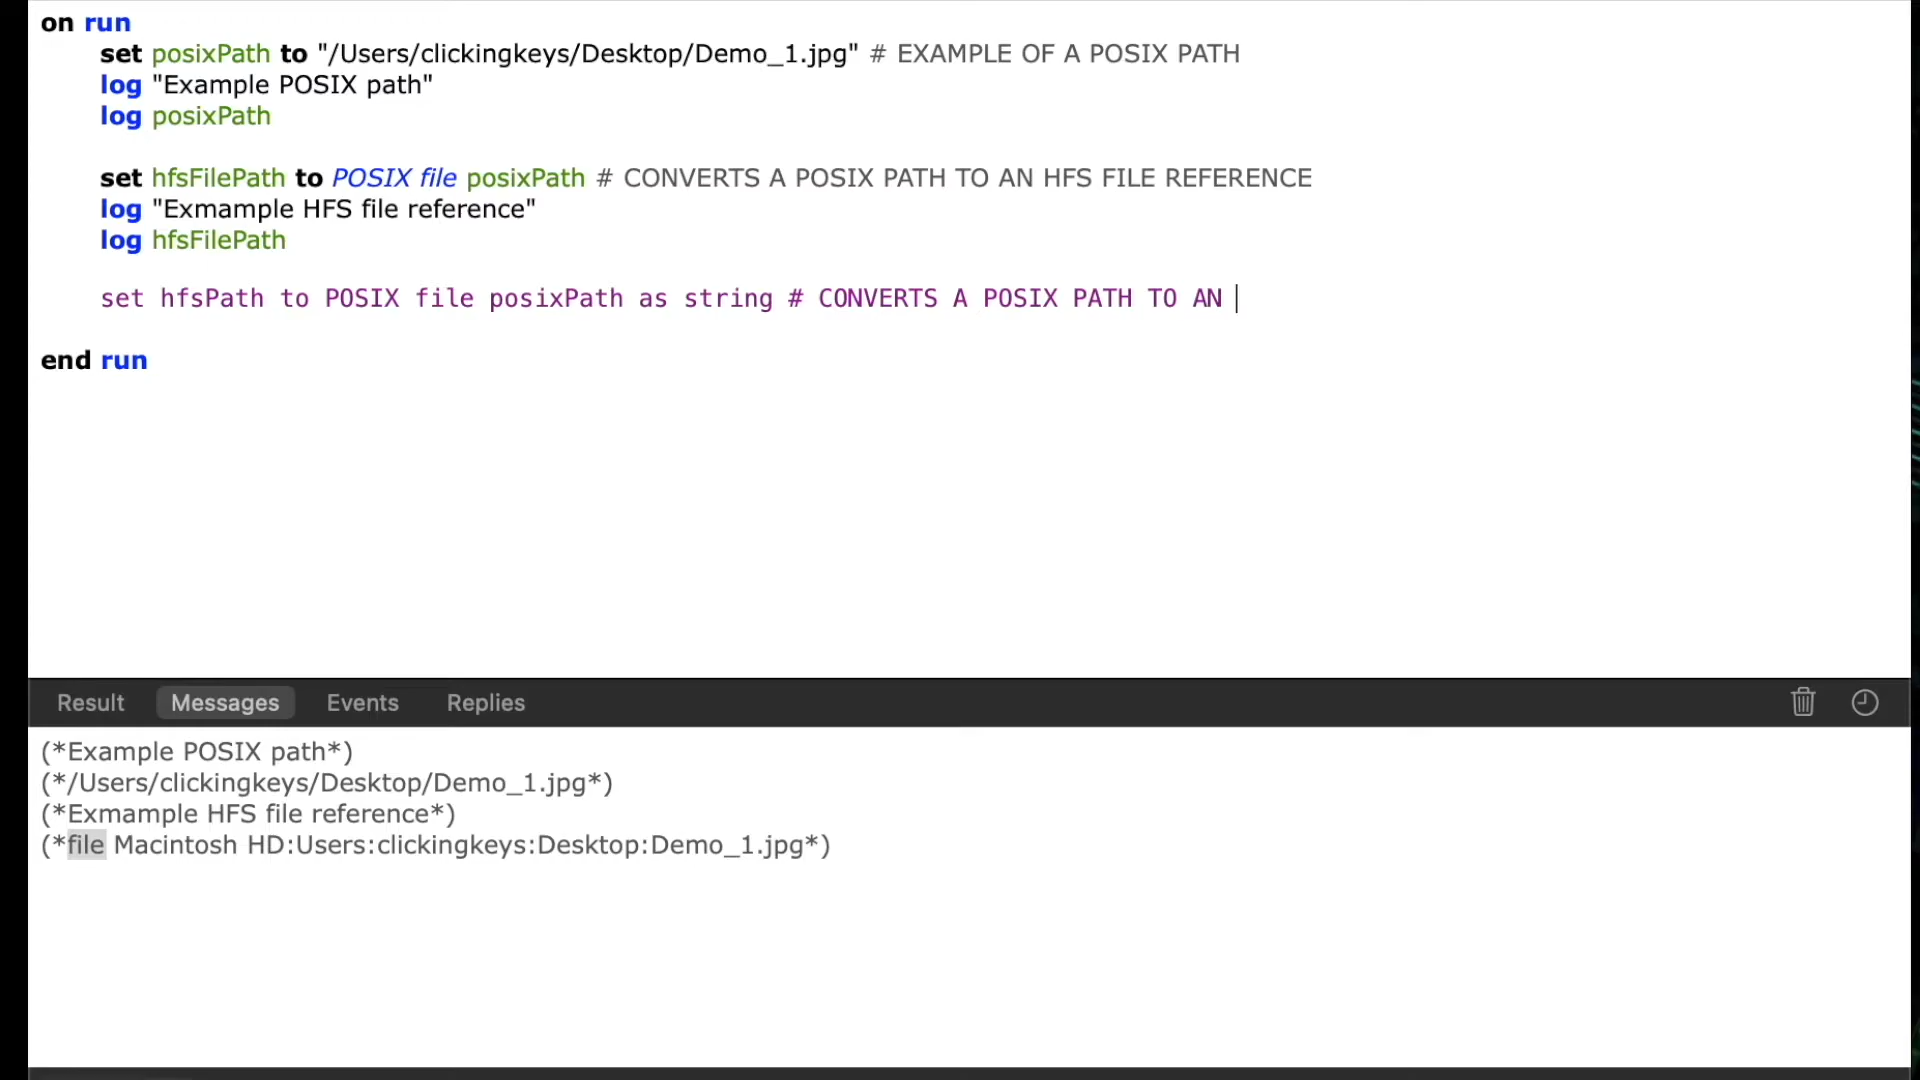 on run
set posixPath to "/Users/clickingkeys/Desktop/Demo_1.jpg" # EXAMPLE OF A POSIX PATH
log "Example POSIX path"
log posixPath
set hfsFilePath to POSIX file posixPath # CONVERTS A POSIX PATH TO AN HFS FILE REFERENCE
log "Exmample HFS file reference"
log hfsFilePath
set hfsPath to POSIX file posixPath as string # CONVERTS A POSIX PATH TO AN
end run
Result Messages Events Replies
(*Example POSIX path*)
(*/Users/clickingkeys/Desktop/Demo_1.jpg*)
(*Exmample HFS file reference*)
(*file Macintosh HD:Users:clickingkeys:Desktop:Demo_1.jpg*)